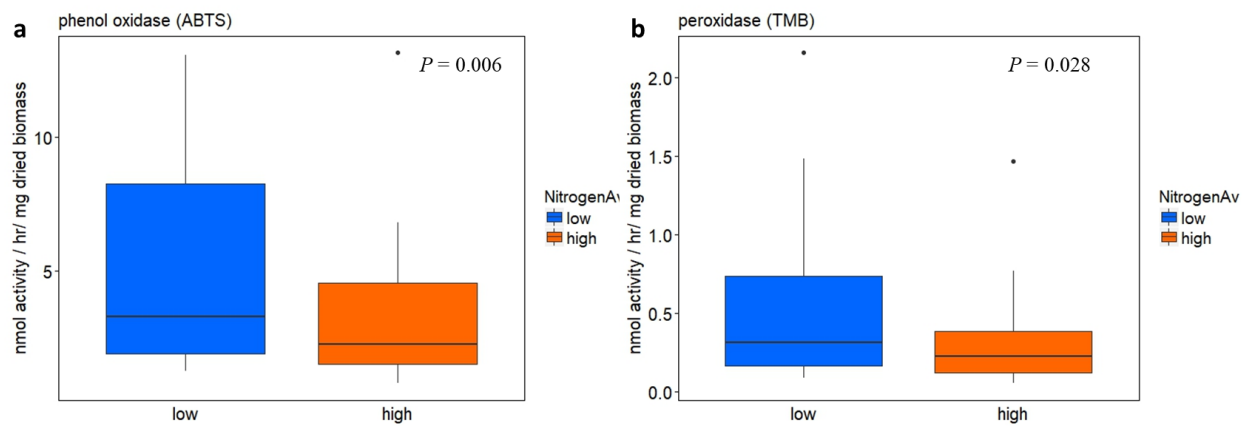 a
phenol oxidase (ABTS)
P = 0.006
nmol activity / hr/ mg dried biomass
10
5
low
high
NitrogenAv
low
high
b
peroxidase (TMB)
P = 0.028
nmol activity / hr/ mg dried biomass
2.0
1.5
1.0
0.5
0.0
low
high
NitrogenAv
low
high